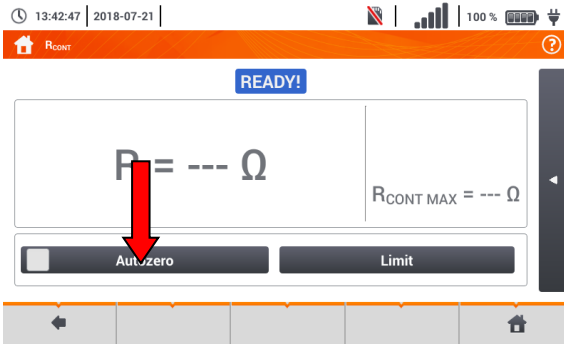 13:42:47 2018-07-21 100 %
RCONT ?
READY!
R = --- Ω
RCONT MAX = --- Ω
Autozero Limit